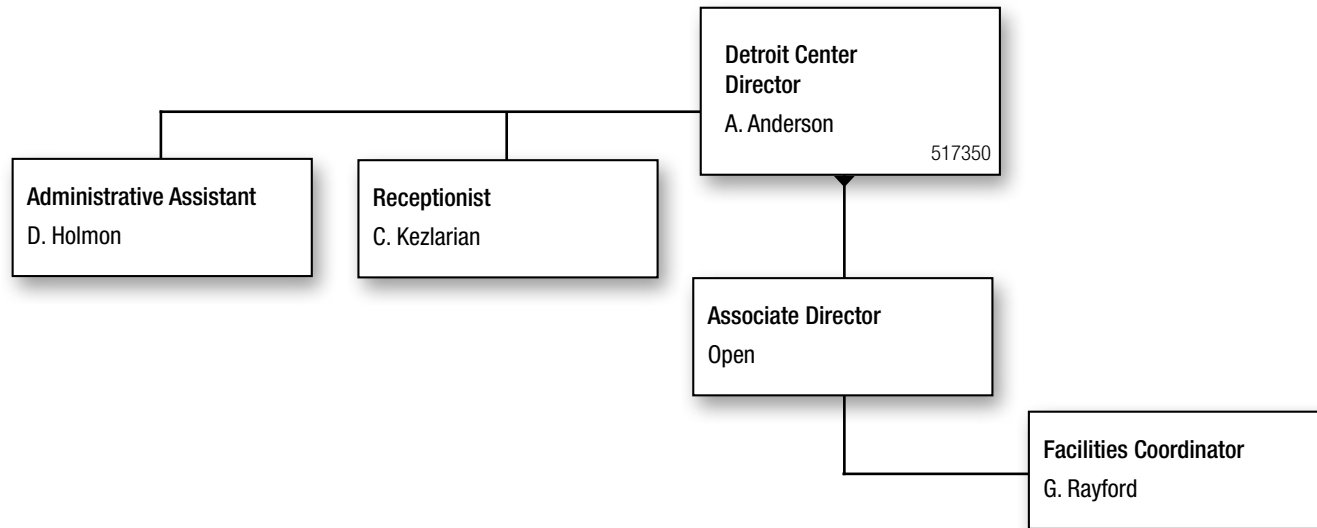 Detroit Center
Director
A. Anderson
517350
Administrative Assistant
D. Holmon
Receptionist
C. Kezlarian
Associate Director
Open
Facilities Coordinator
G. Rayford